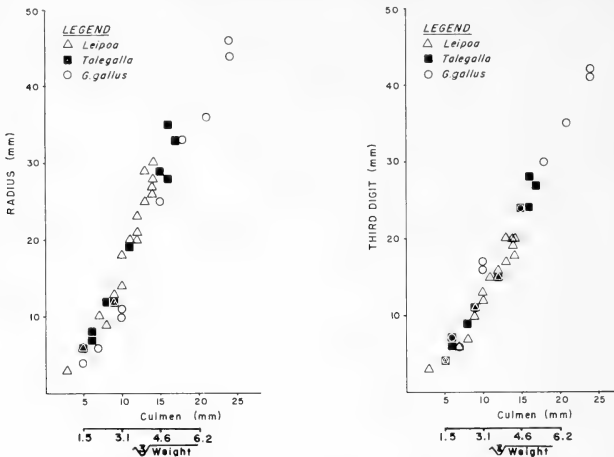 50
40
30
20
10
RADIUS (mm)
LEGEND
Leipoa
Talegalla
G.gallus
5 10 15 20 25
Culmen (mm)
1.5 3.1 4.6 6.2
∛Weight
50
40
30
20
10
THIRD DIGIT (mm)
LEGEND
Leipoa
Talegalla
G.gallus
5 10 15 20 25
Culmen (mm)
1.5 3.1 4.6 6.2
∛Weight